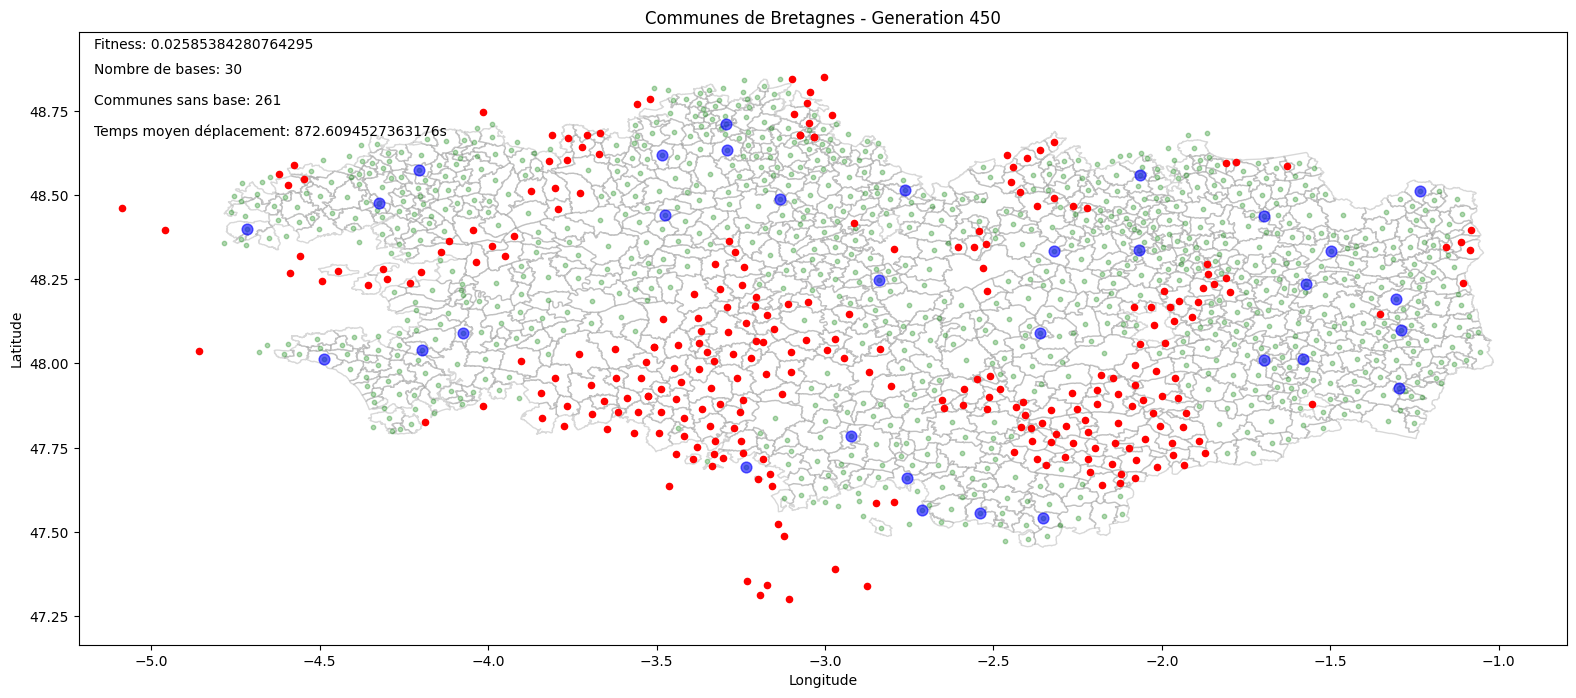 Communes de Bretagnes - Generation 450
Fitness: 0.02585384280764295
Nombre de bases: 30
Communes sans base: 261
Temps moyen déplacement: 872.6094527363176s
Latitude
48.75
48.50
48.25
48.00
47.75
47.50
47.25
−5.0 −4.5 −4.0 −3.5 −3.0 −2.5 −2.0 −1.5 −1.0
Longitude